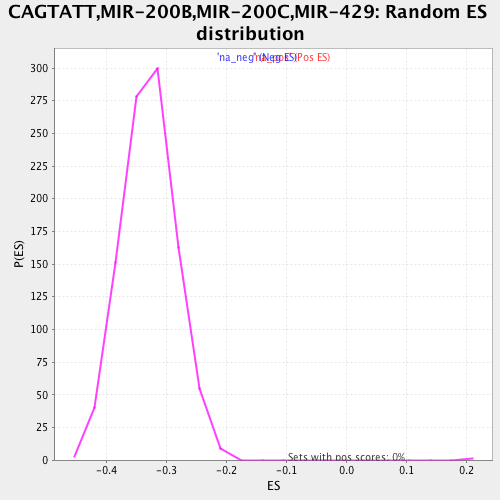 CAGTATT,MIR-200B,MIR-200C,MIR-429: Random ES
distribution
'na_neg' (Neg ES)
'na_pos' (Pos ES)
P(ES)
300
275
250
225
200
175
150
125
100
75
50
25
0
Sets with pos scores: 0%
-0.4 -0.3 -0.2 -0.1 0.0 0.1 0.2
ES